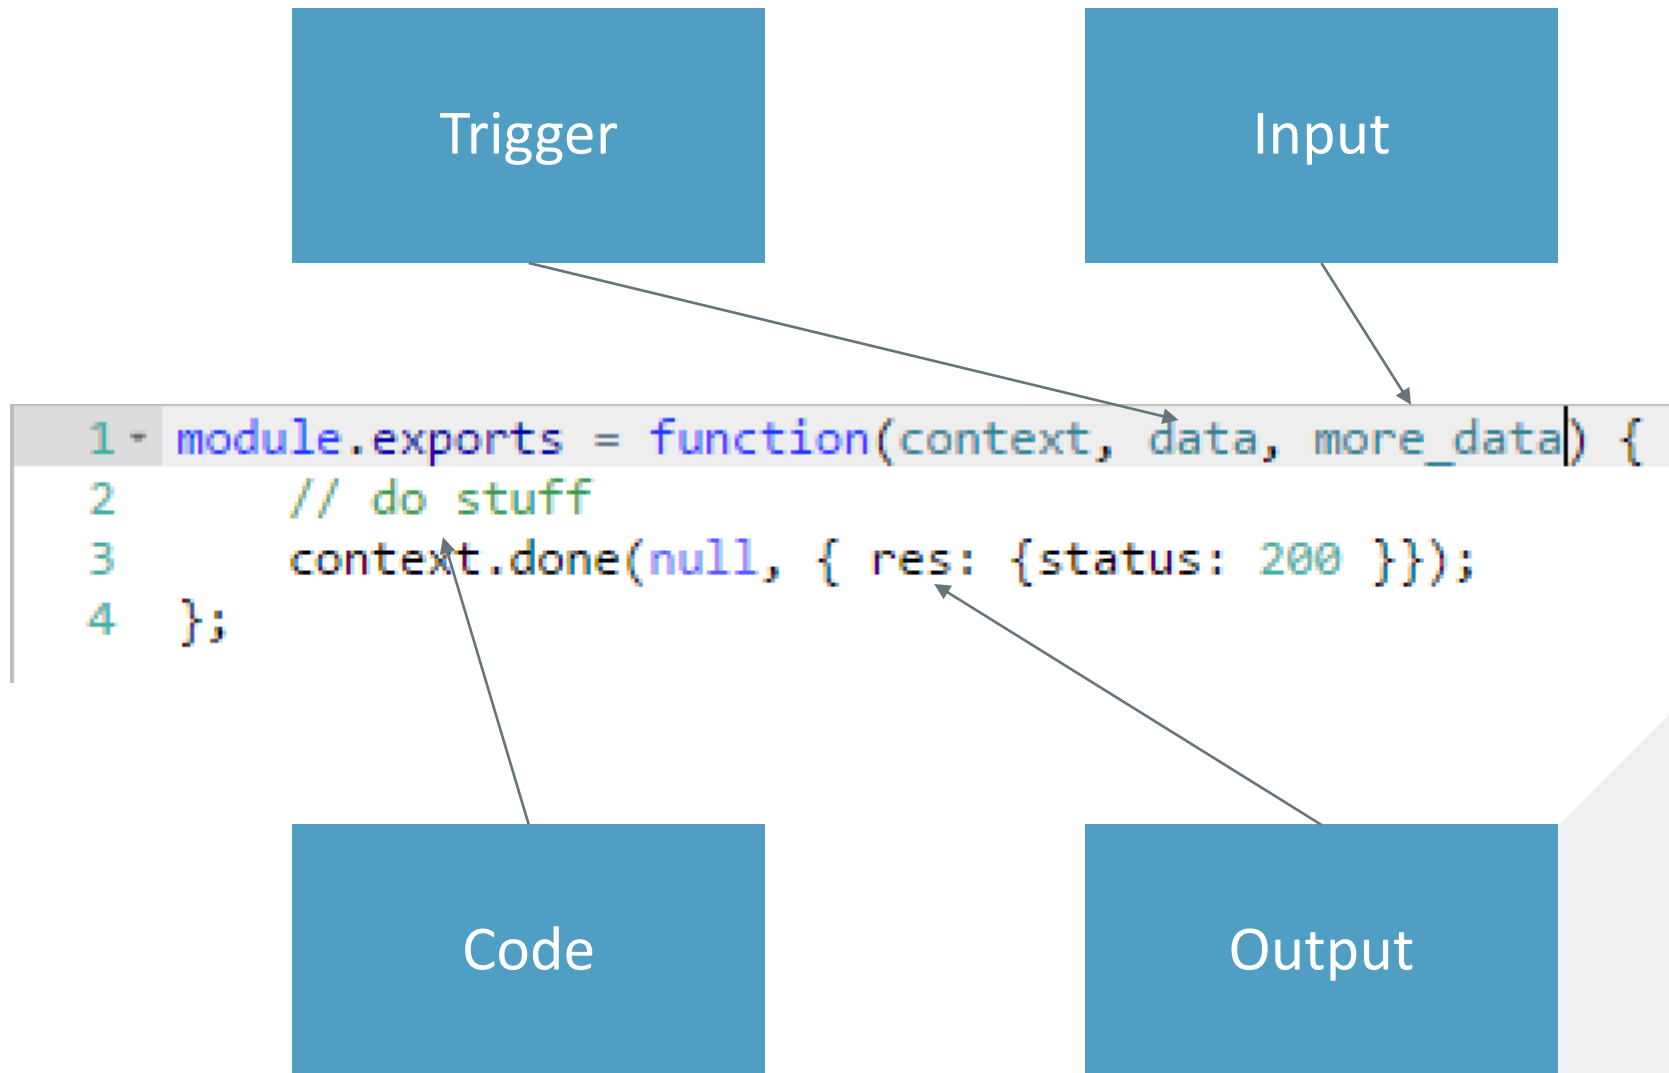 Trigger
Input
1 module.exports = function(context, data, more_data) {
2 // do stuff
3 context.done(null, { res: {status: 200 }});
4 };
Code
Output